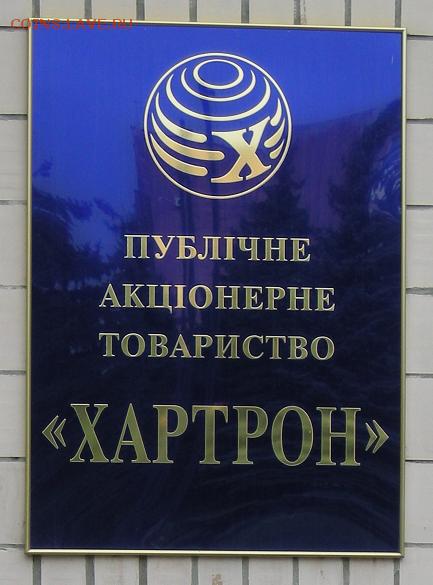 COINS.LAVE.RU
X
ПУБЛІЧНЕ
АКЦІОНЕРНЕ
ТОВАРИСТВО
«ХАРТРОН»